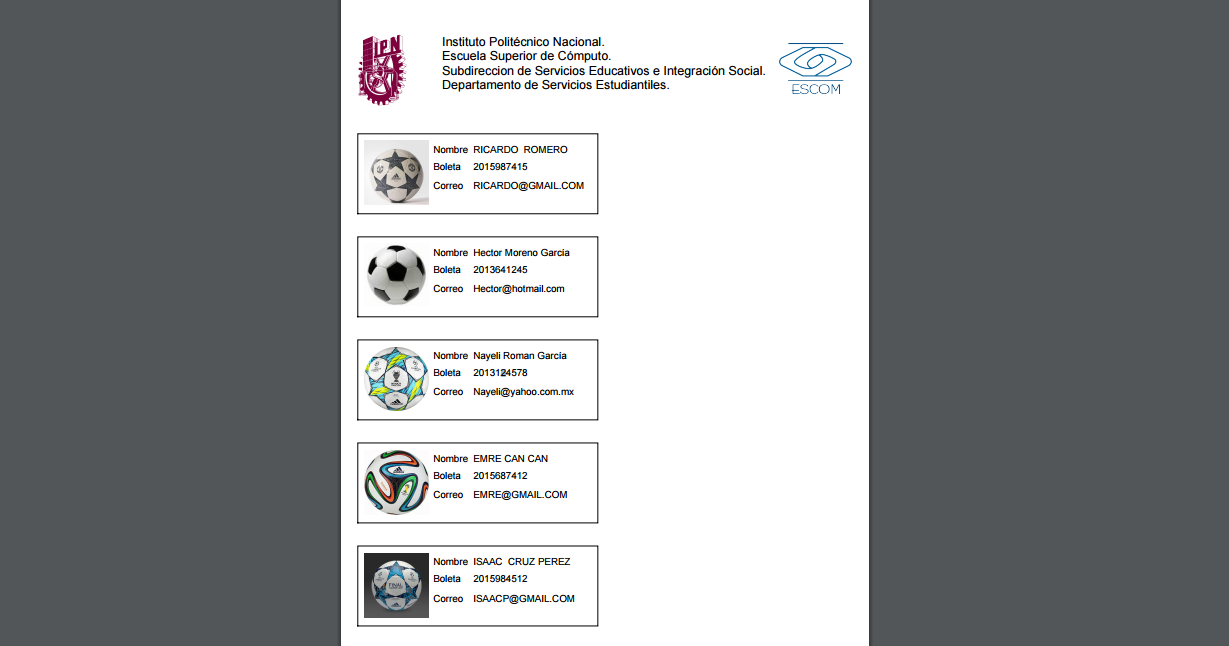 IPN
Instituto Politécnico Nacional.
Escuela Superior de Cómputo.
Subdireccion de Servicios Educativos e Integración Social.
Departamento de Servicios Estudiantiles.
ESCOM
Nombre RICARDO ROMERO
Boleta 2015987415
Correo RICARDO@GMAIL.COM
Nombre Hector Moreno García
Boleta 2013641245
Correo Hector@hotmail.com
Nombre Nayeli Roman García
Boleta 2013124578
Correo Nayeli@yahoo.com.mx
Nombre EMRE CAN CAN
Boleta 2015687412
Correo EMRE@GMAIL.COM
FINAL
Nombre ISAAC CRUZ PEREZ
Boleta 2015984512
Correo ISAACP@GMAIL.COM